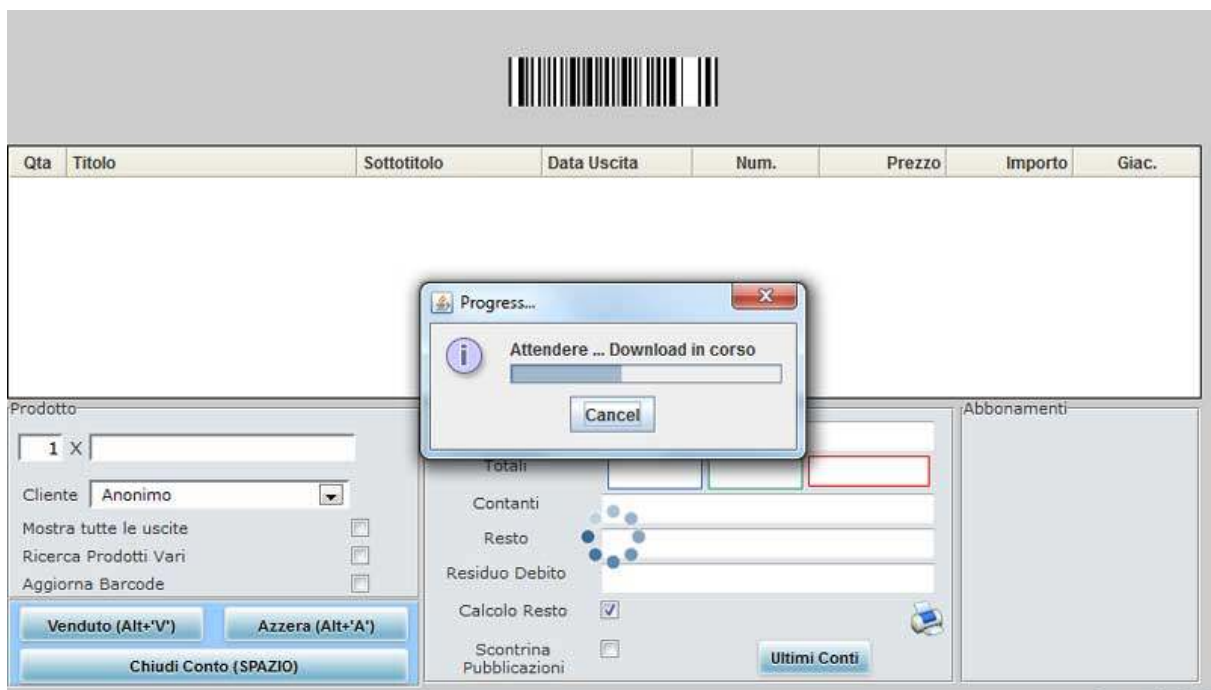 Qta Titolo Sottotitolo Data Uscita Num. Prezzo Importo Giac.
Progress...
Attendere ... Download in corso
Cancel
Prodotto
1 X
Cliente Anonimo
Mostra tutte le uscite
Ricerca Prodotti Vari
Aggiorna Barcode
Venduto (Alt+'V') Azzera (Alt+'A')
Chiudi Conto (SPAZIO)
Totali
Contanti
Resto
Residuo Debito
Calcolo Resto
Scontrina
Pubblicazioni
Ultimi Conti
Abbonamenti